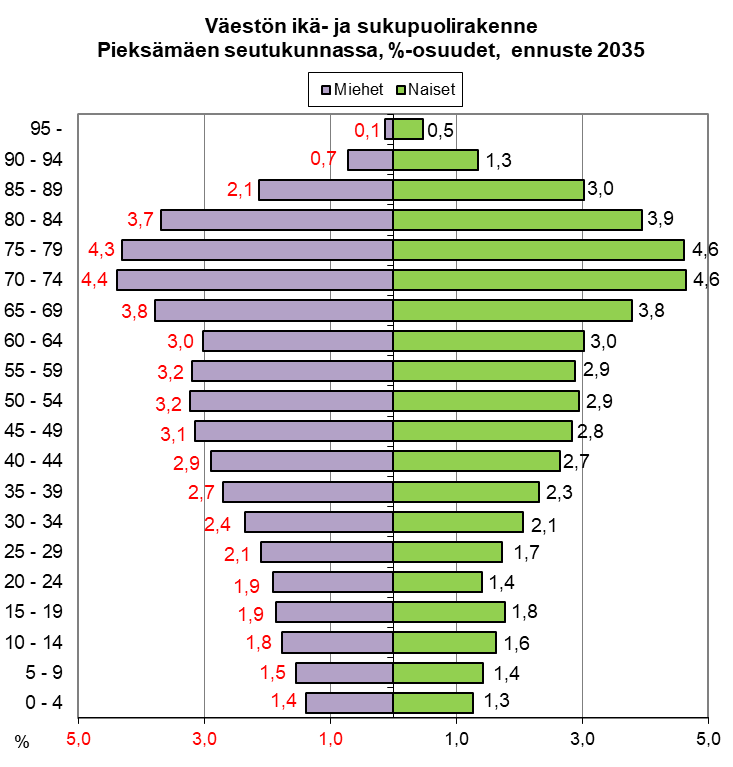 Väestön ikä- ja sukupuolirakenne
Pieksämäen seutukunnassa, %-osuudet, ennuste 2035
Miehet Naiset
95 - 0,1 0,5
90 - 94 0,7 1,3
85 - 89 2,1 3,0
80 - 84 3,7 3,9
75 - 79 4,3 4,6
70 - 74 4,4 4,6
65 - 69 3,8 3,8
60 - 64 3,0 3,0
55 - 59 3,2 2,9
50 - 54 3,2 2,9
45 - 49 3,1 2,8
40 - 44 2,9 2,7
35 - 39 2,7 2,3
30 - 34 2,4 2,1
25 - 29 2,1 1,7
20 - 24 1,9 1,4
15 - 19 1,9 1,8
10 - 14 1,8 1,6
5 - 9 1,5 1,4
0 - 4 1,4 1,3
% 5,0 3,0 1,0 1,0 3,0 5,0